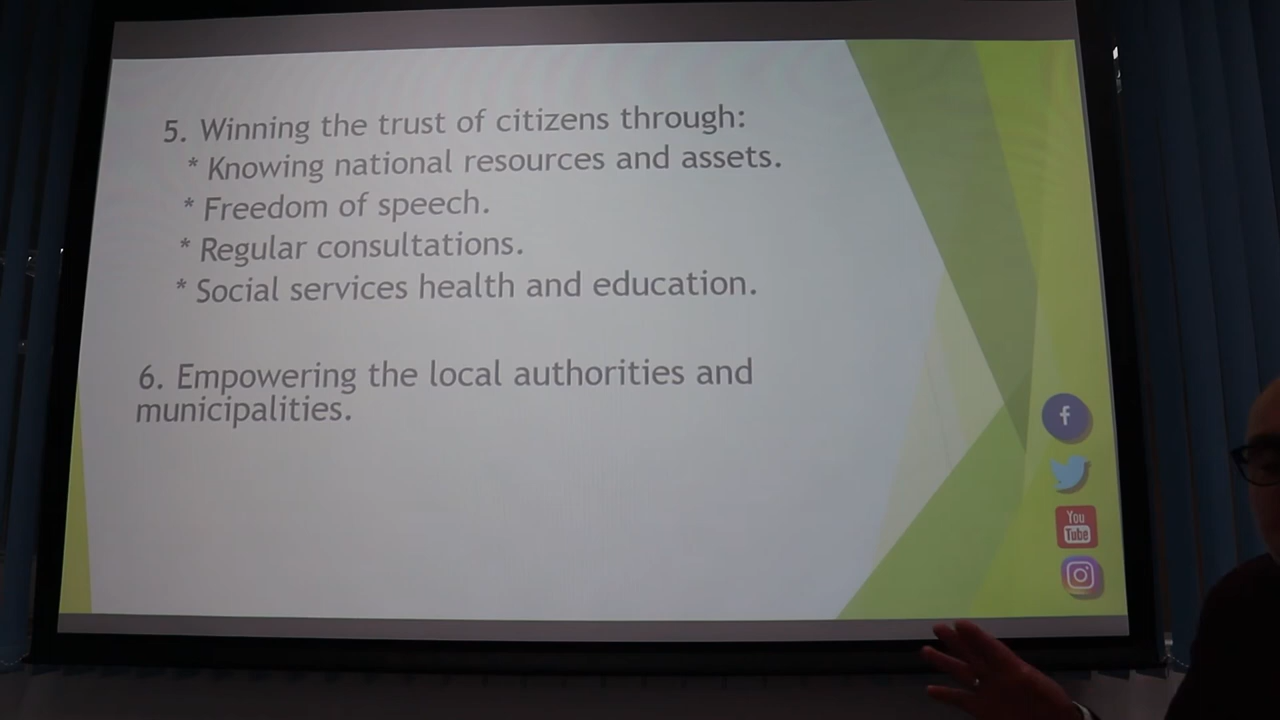 5. Winning the trust of citizens through:
* Knowing national resources and assets.
* Freedom of speech.
* Regular consultations.
* Social services health and education.
6. Empowering the local authorities and
municipalities.
f
You
Tube